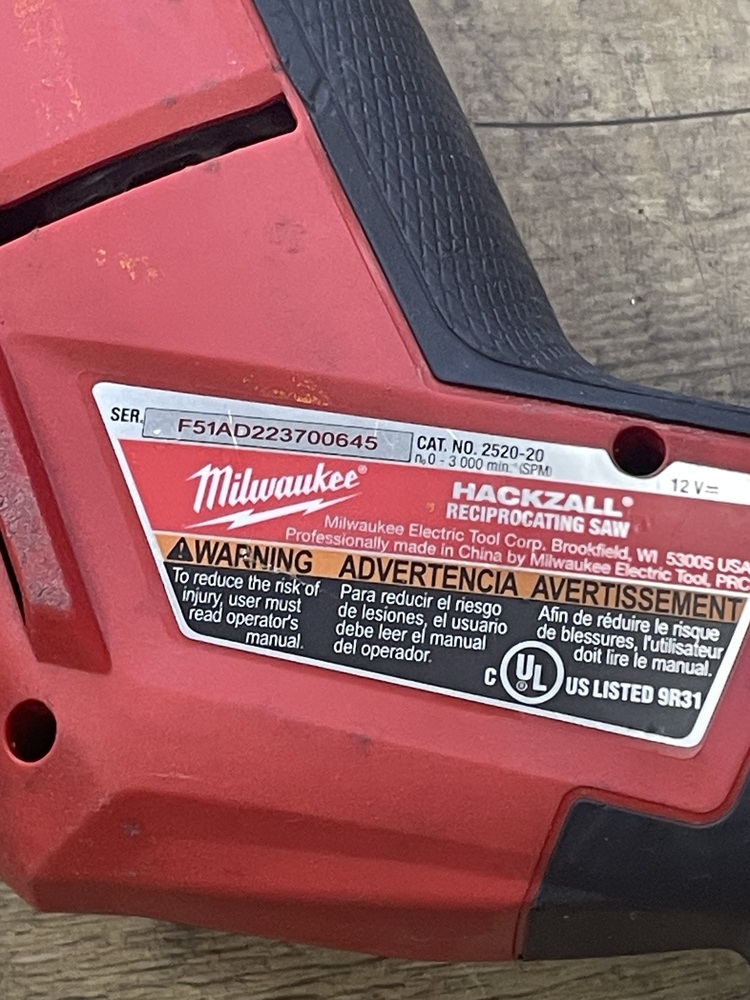 SER. F51AD223700645
CAT. NO. 2520-20
n₀ 0 - 3 000 min.⁻¹ (SPM)
12 V⎓
Milwaukee®
HACKZALL®
RECIPROCATING SAW
Milwaukee Electric Tool Corp. Brookfield, WI 53005 USA
Professionally made in China by Milwaukee Electric Tool, PRC
WARNING
To reduce the risk of
injury, user must
read operator's
manual.
ADVERTENCIA
Para reducir el riesgo
de lesiones, el usuario
debe leer el manual
del operador.
AVERTISSEMENT
Afin de réduire le risque
de blessures, l'utilisateur
doit lire le manual.
C UL® US LISTED 9R31